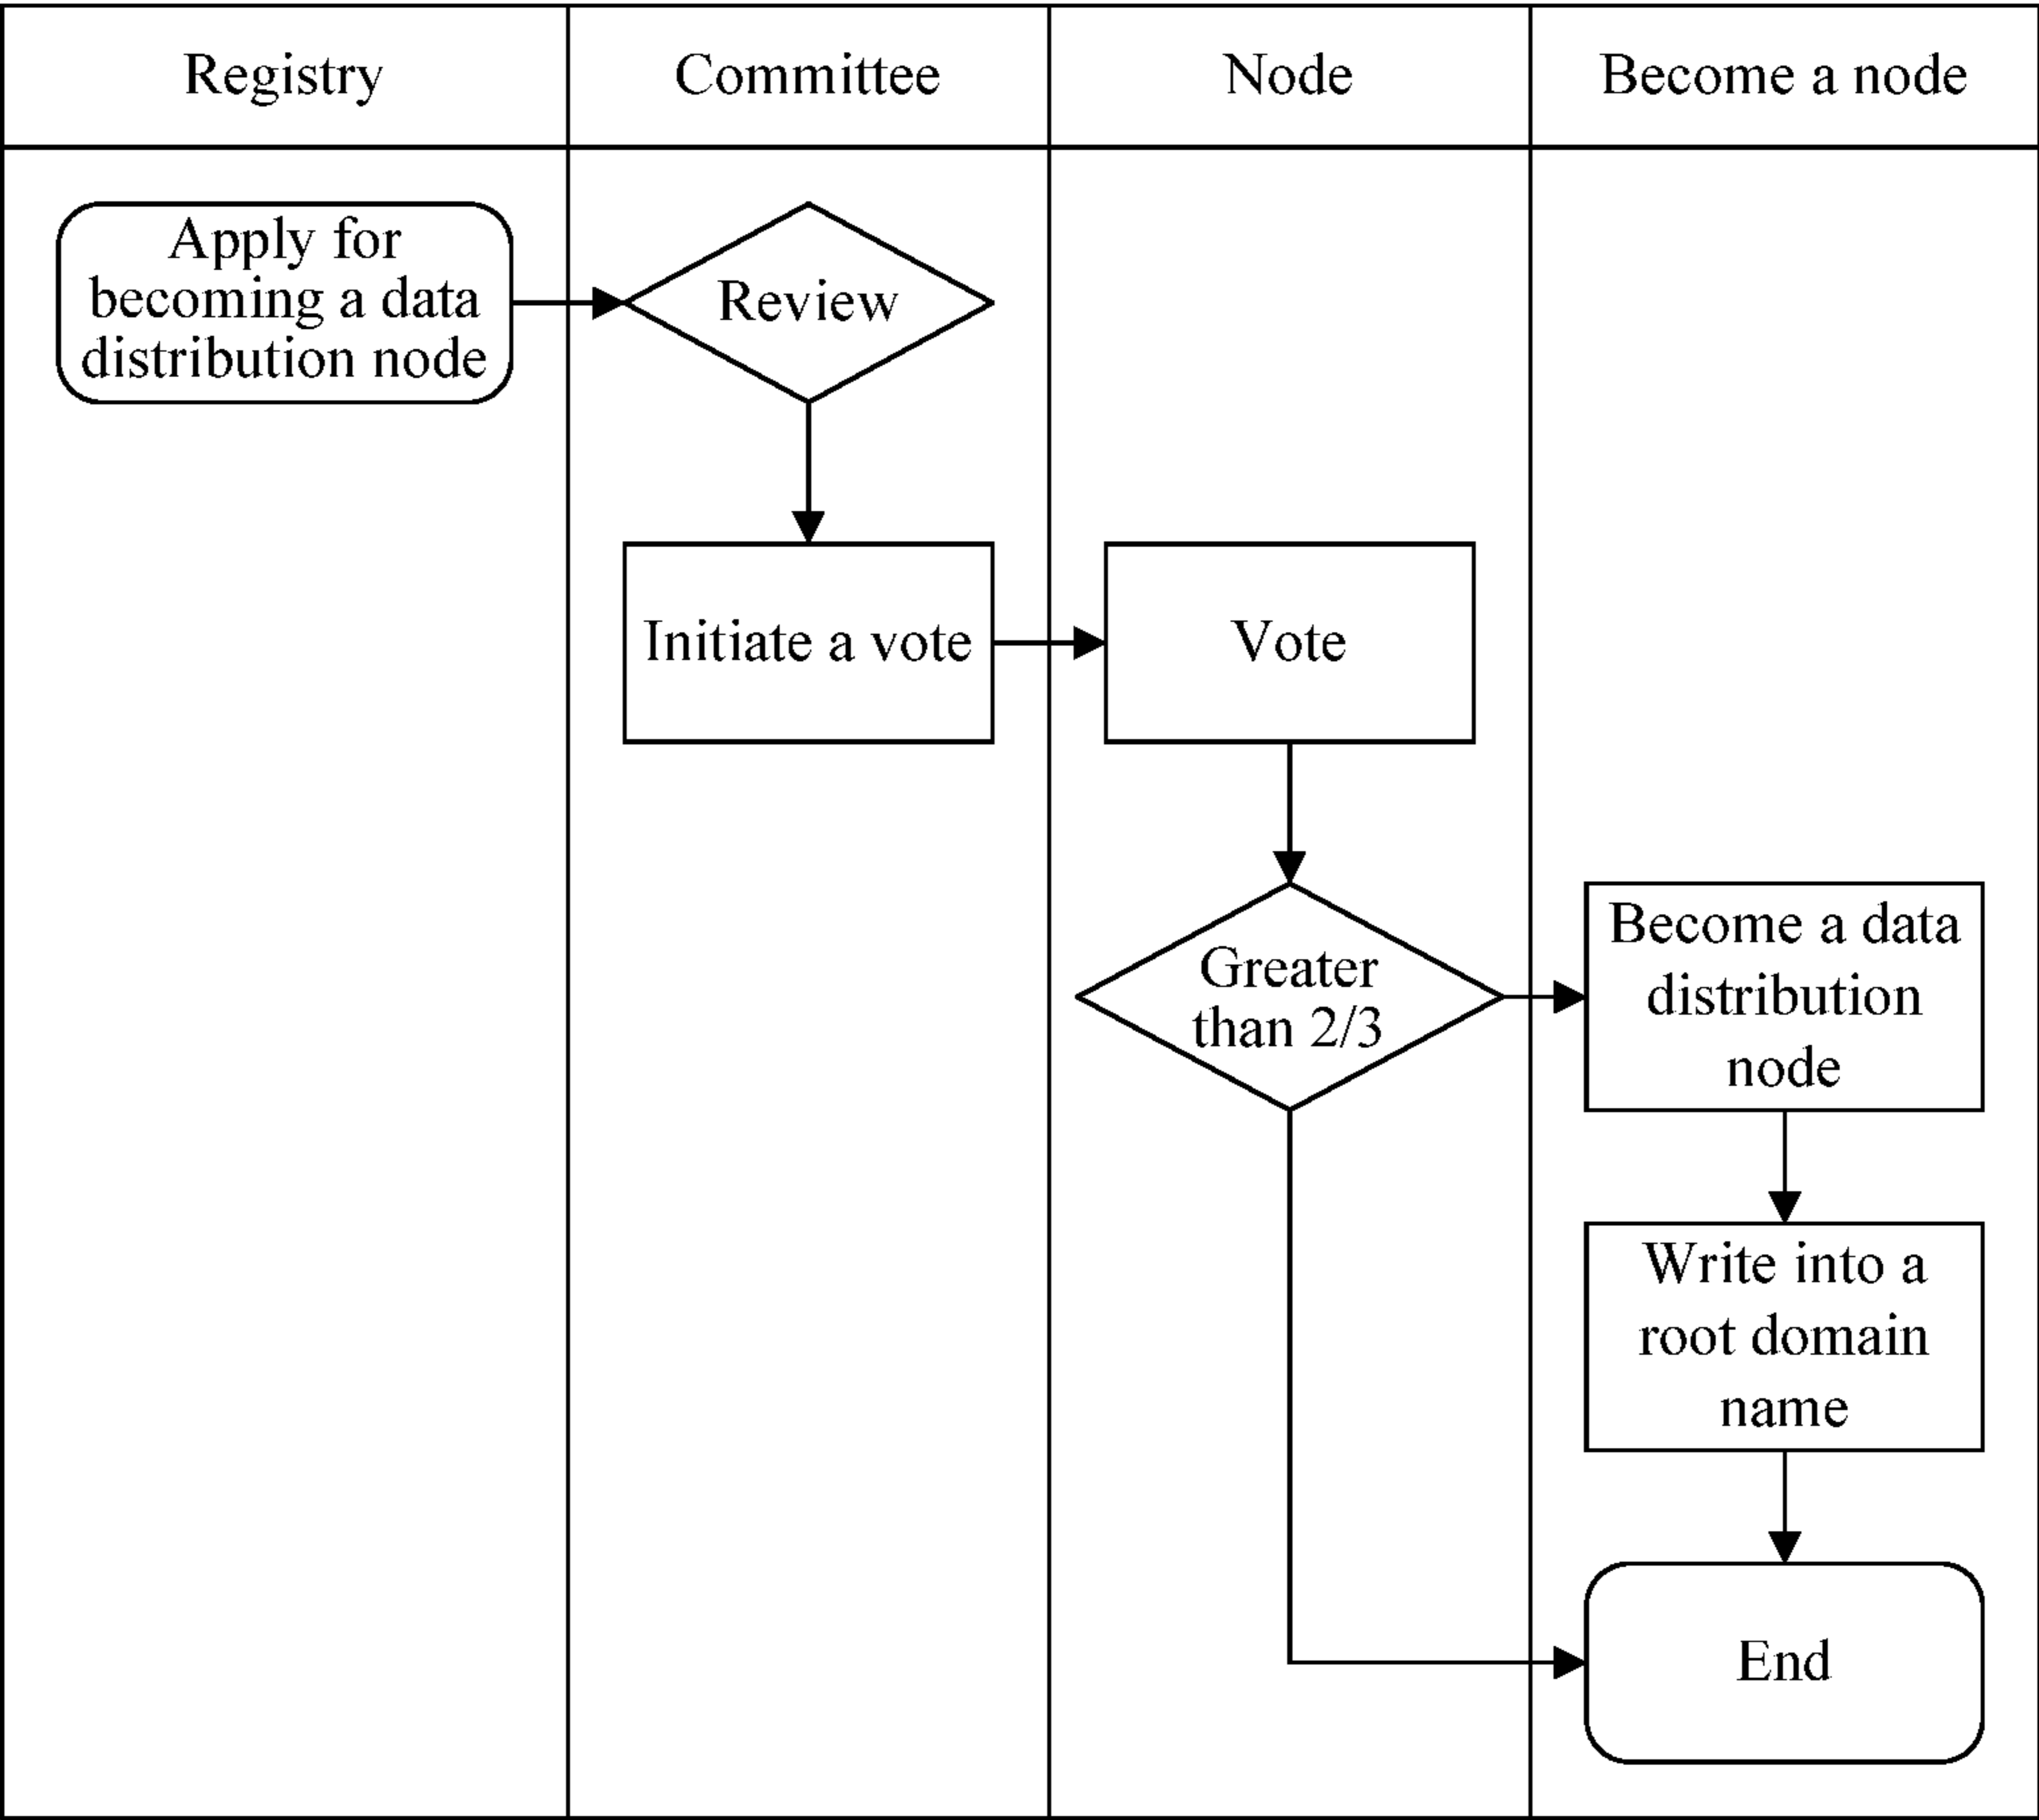 Registry
Committee
Node
Become a node
Apply for
becoming a data
distribution node
Review
Initiate a vote
Vote
Greater
than 2/3
Become a data
distribution
node
Write into a
root domain
name
End